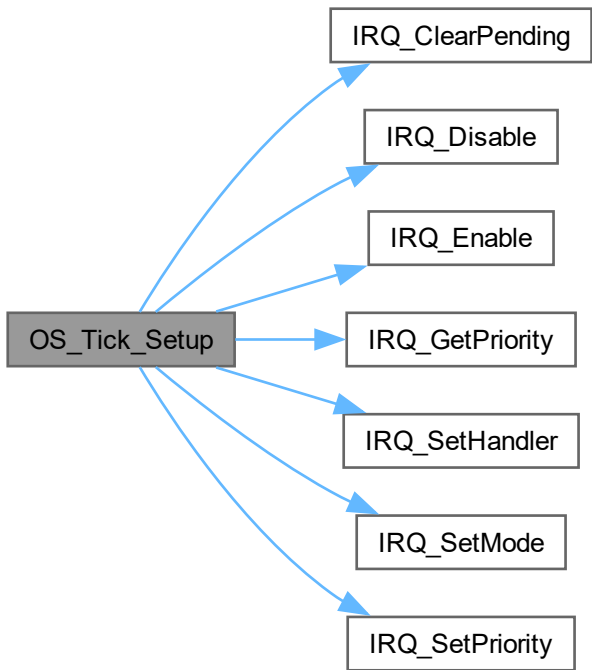 IRQ_ClearPending
IRQ_Disable
IRQ_Enable
OS_Tick_Setup
IRQ_GetPriority
IRQ_SetHandler
IRQ_SetMode
IRQ_SetPriority